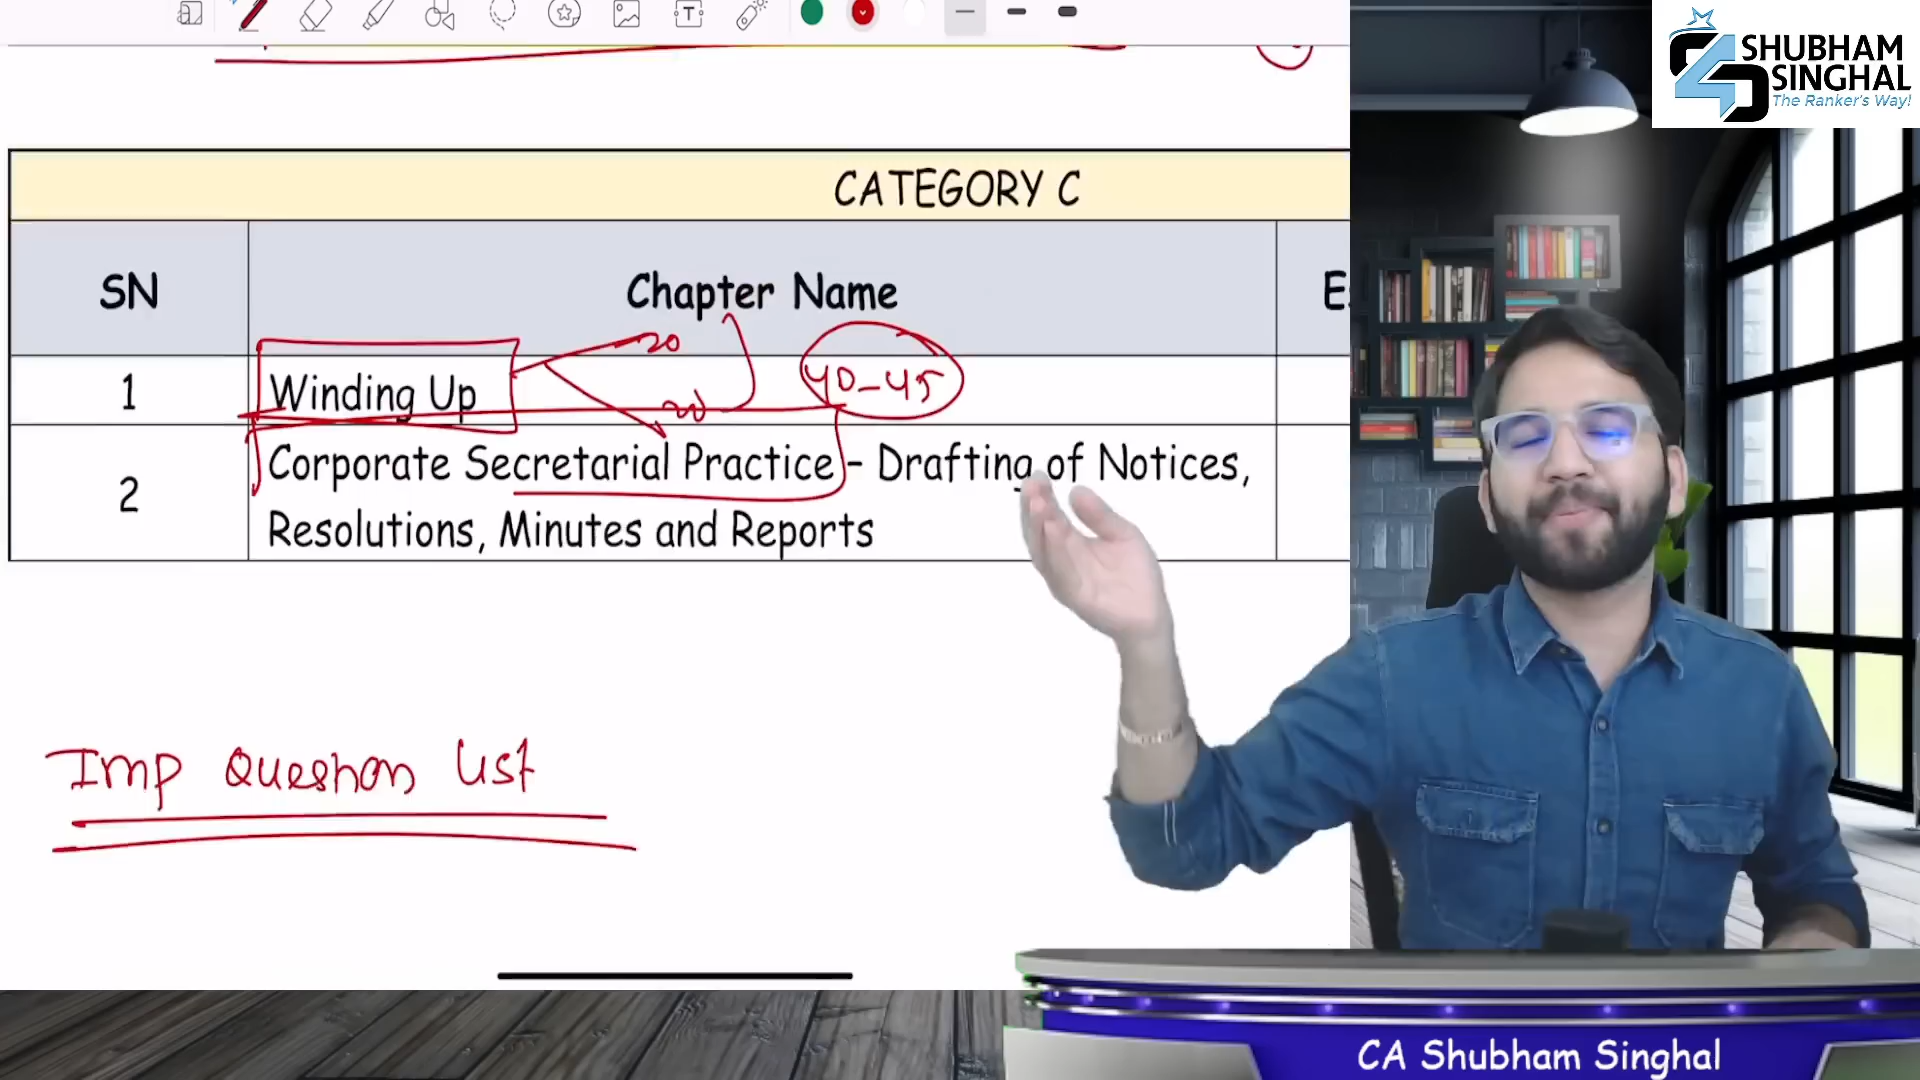 SHUBHAM
SINGHAL
The Ranker's Way!
CATEGORY C
SN Chapter Name
1 Winding Up
20
20
40-45
2 Corporate Secretarial Practice – Drafting of Notices,
Resolutions, Minutes and Reports
Imp Question List
CA Shubham Singhal